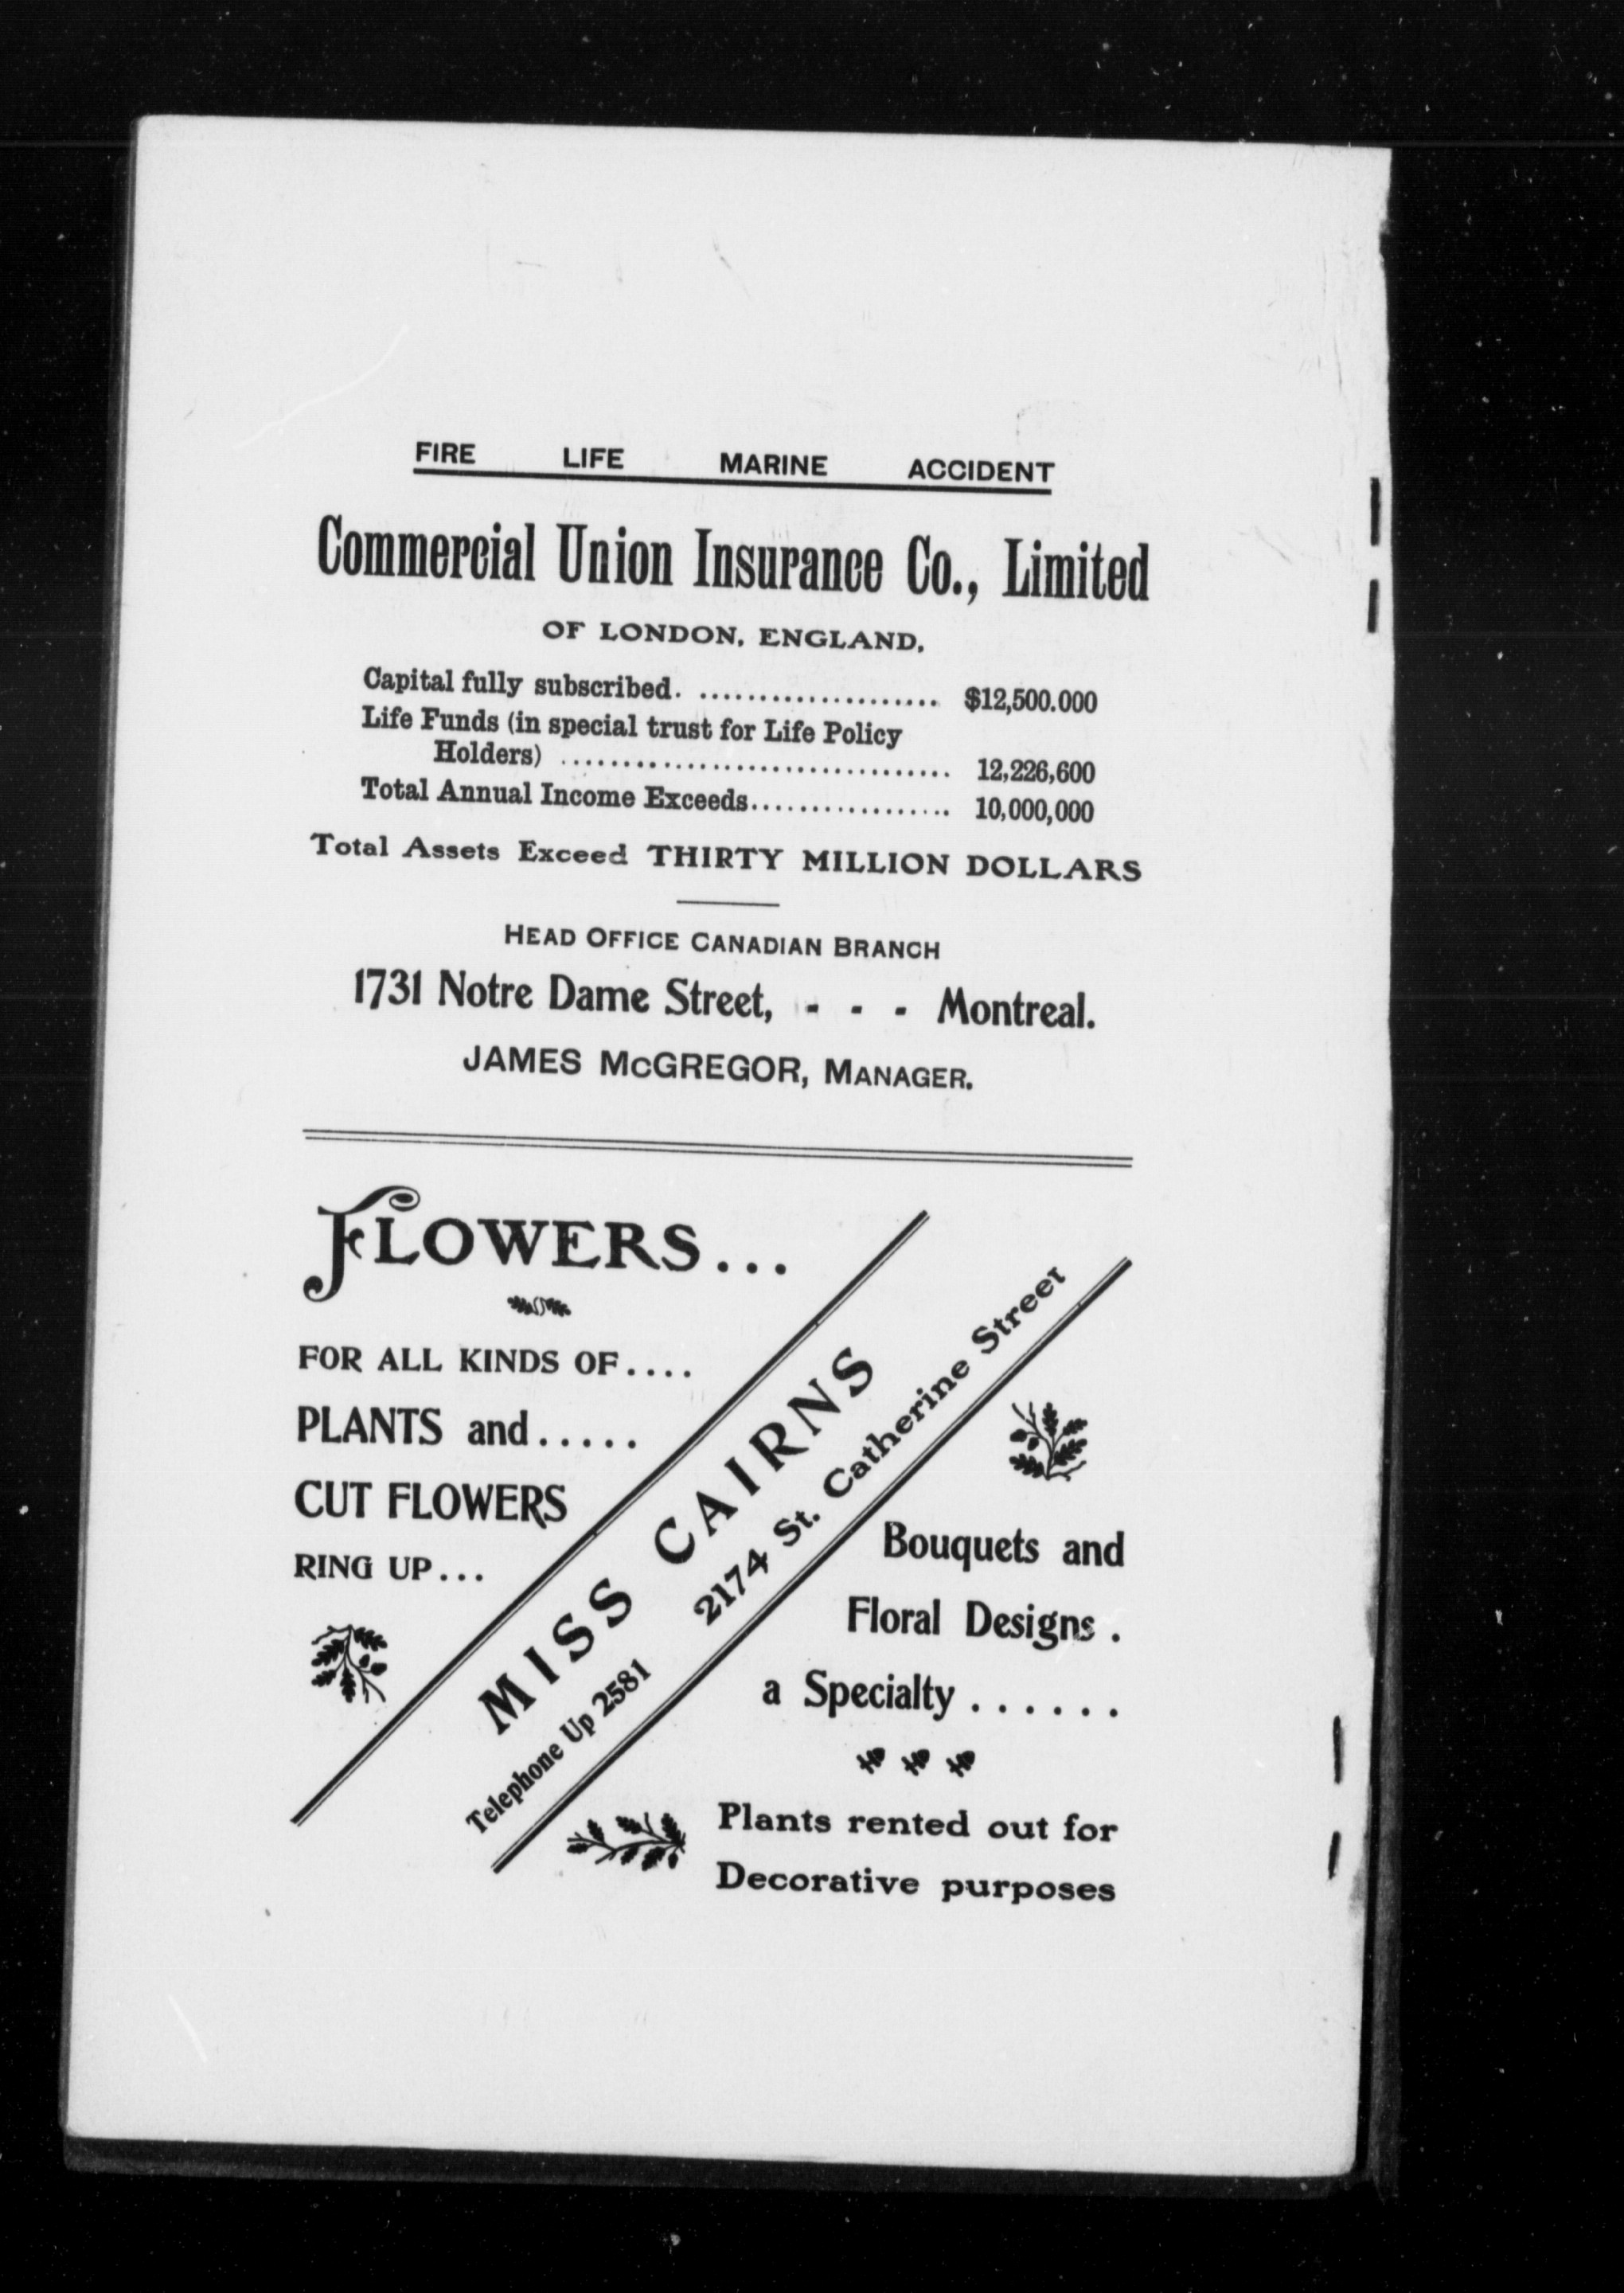 FIRE LIFE MARINE ACCIDENT
Commercial Union Insurance Co., Limited
OF LONDON, ENGLAND,
Capital fully subscribed. .................... $12,500.000
Life Funds (in special trust for Life Policy
Holders) ................................ 12,226,600
Total Annual Income Exceeds................. 10,000,000
Total Assets Exceed THIRTY MILLION DOLLARS
HEAD OFFICE CANADIAN BRANCH
1731 Notre Dame Street, - - - Montreal.
JAMES McGREGOR, MANAGER.
FLOWERS...
FOR ALL KINDS OF....
PLANTS and.....
CUT FLOWERS
RING UP...
MISS CAIRNS
2174 St. Catherine Street
Telephone Up 2581
Bouquets and
Floral Designs .
a Specialty ......
Plants rented out for
Decorative purposes